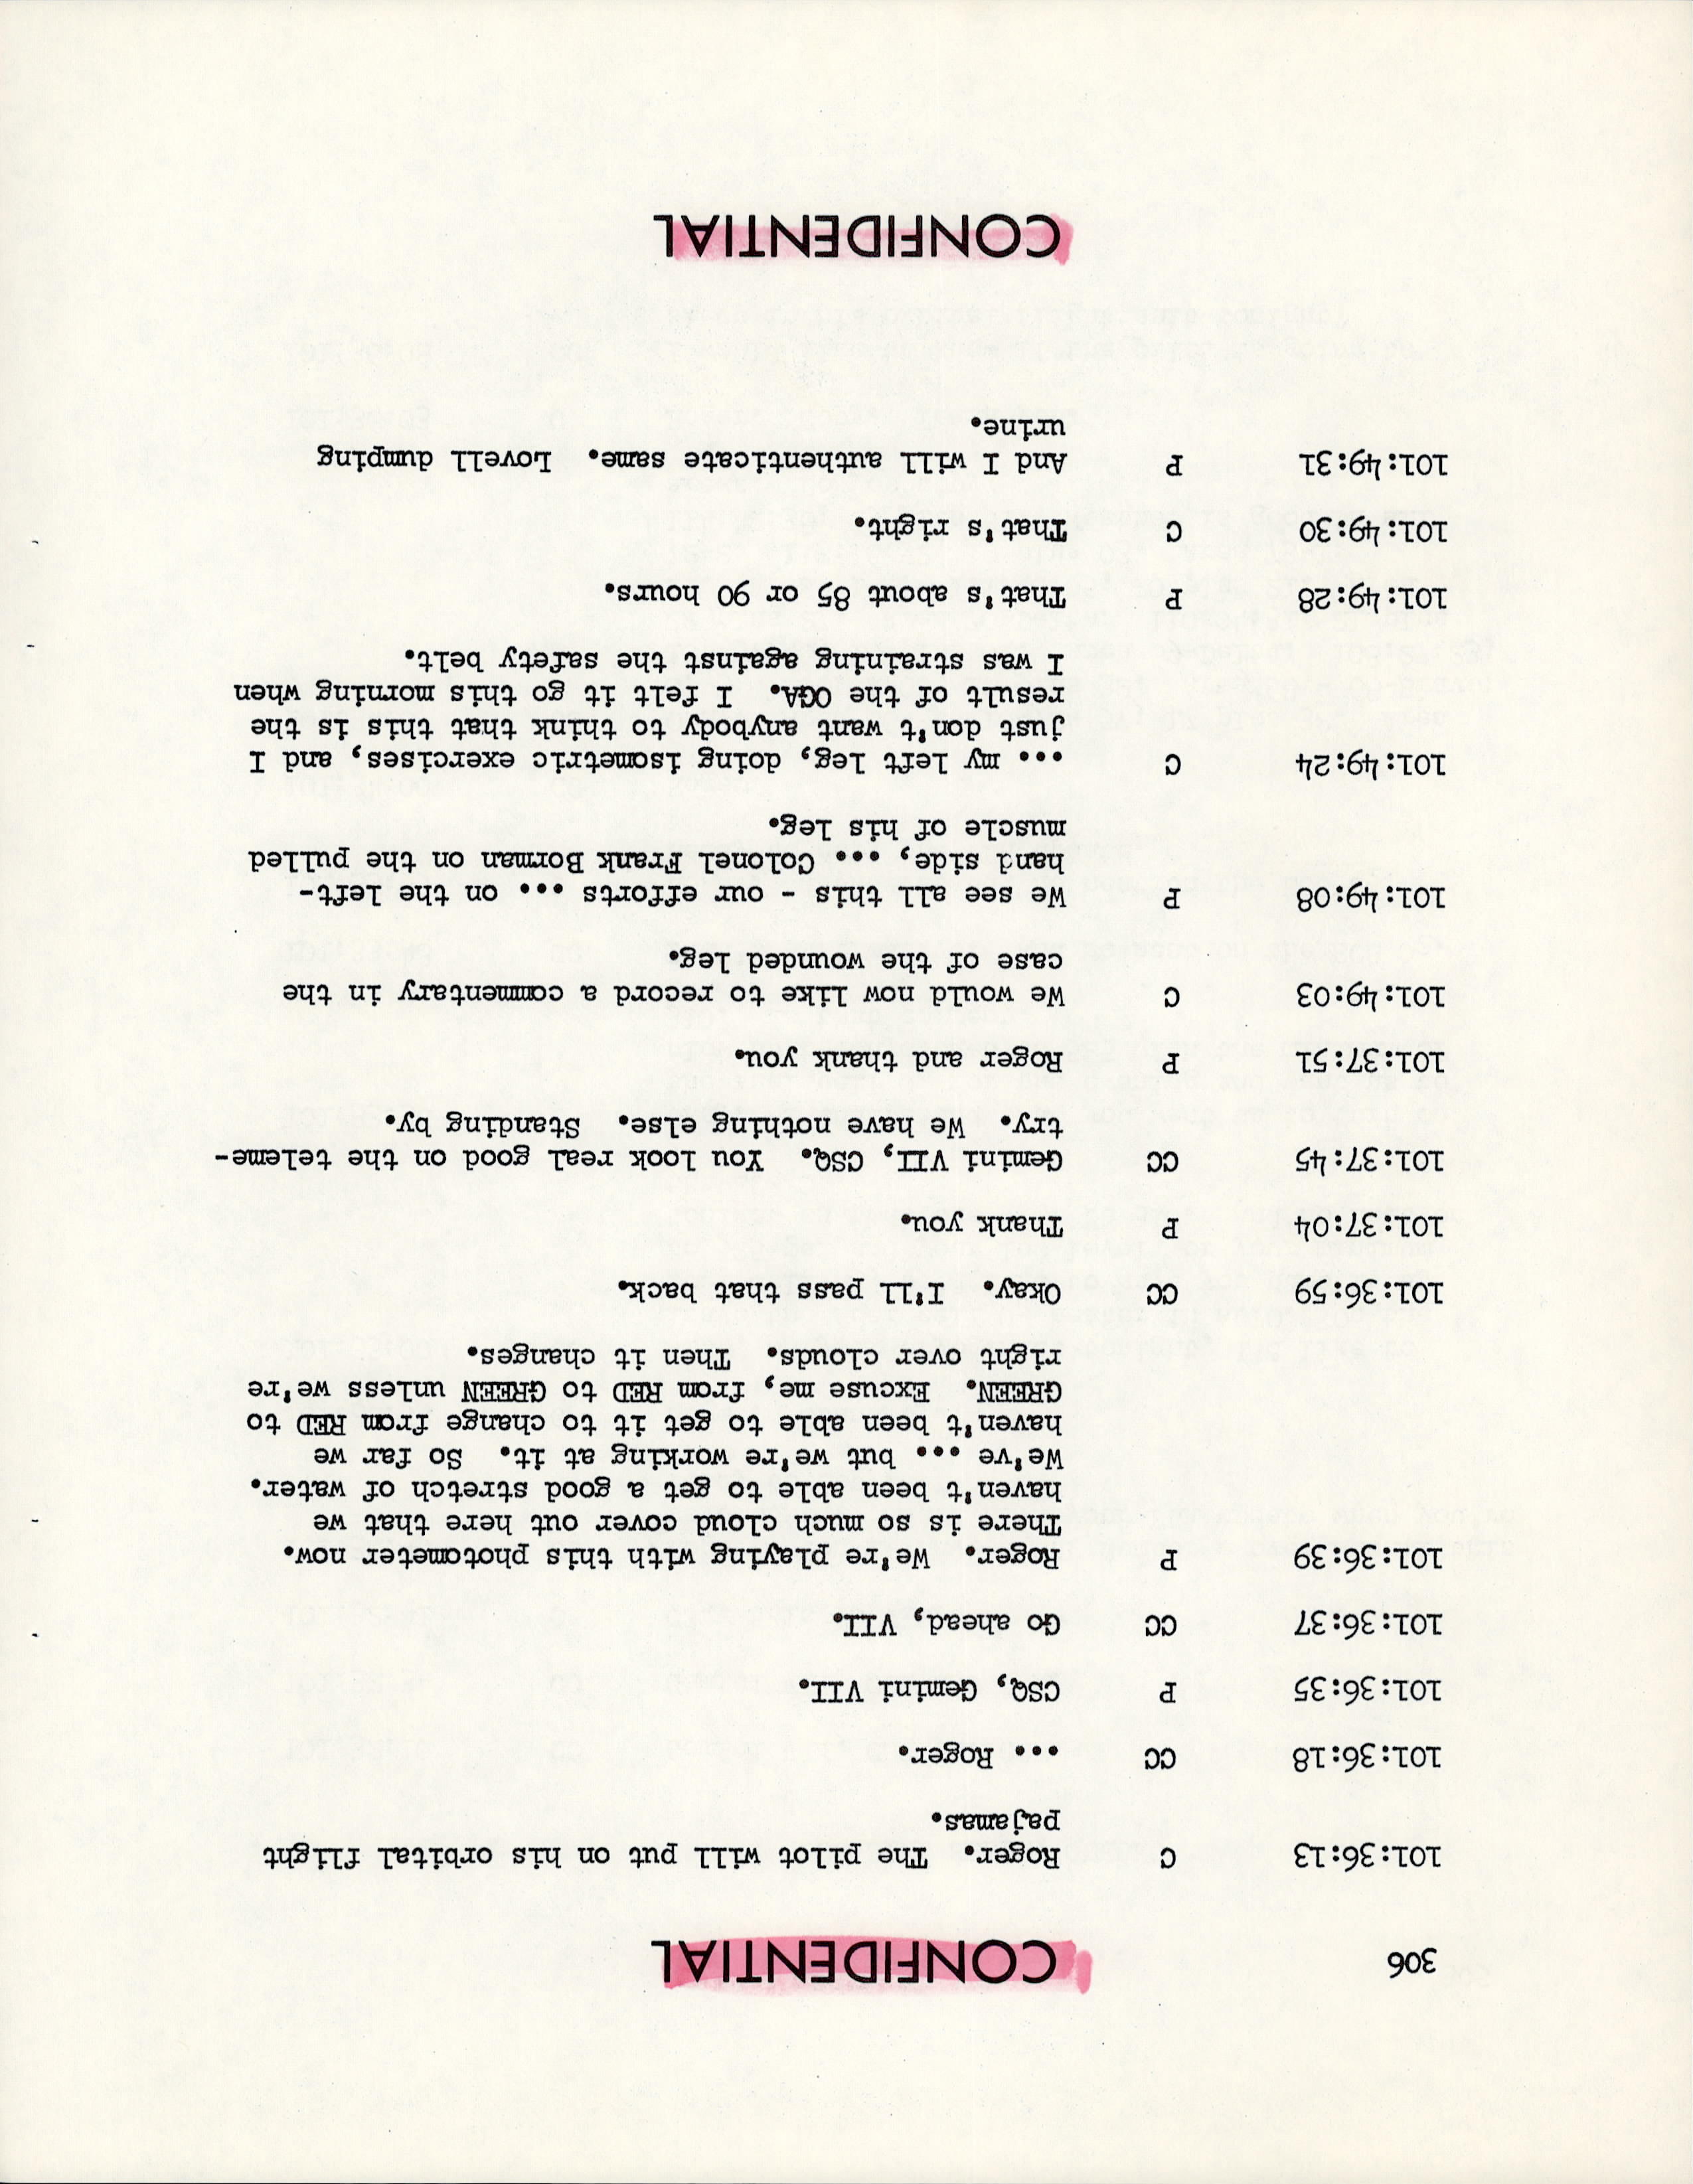 306
CONFIDENTIAL
101:36:13 C Roger. The pilot will put on his orbital flight
pajamas.
101:36:18 CC ... Roger.
101:36:35 P CSQ, Gemini VII.
101:36:37 CC Go ahead, VII.
101:36:39 P Roger. We're playing with this photometer now.
There is so much cloud cover out here that we
haven't been able to get a good stretch of water.
We've ... but we're working at it. So far we
haven't been able to get it to change from RED to
GREEN. Excuse me, from RED to GREEN unless we're
right over clouds. Then it changes.
101:36:59 CC Okay. I'll pass that back.
101:37:04 P Thank you.
101:37:45 CC Gemini VII, CSQ. You look real good on the teleme-
try. We have nothing else. Standing by.
101:37:51 P Roger and thank you.
101:49:03 C We would now like to record a commentary in the
case of the wounded leg.
101:49:08 P We see all this - our efforts ... on the left-
hand side, ... Colonel Frank Borman on the pulled
muscle of his leg.
101:49:24 C ... my left leg, doing isometric exercises, and I
just don't want anybody to think that this is the
result of the OGA. I felt it go this morning when
I was straining against the safety belt.
101:49:28 P That's about 85 or 90 hours.
101:49:30 C That's right.
101:49:31 P And I will authenticate same. Lovell dumping
urine.
CONFIDENTIAL